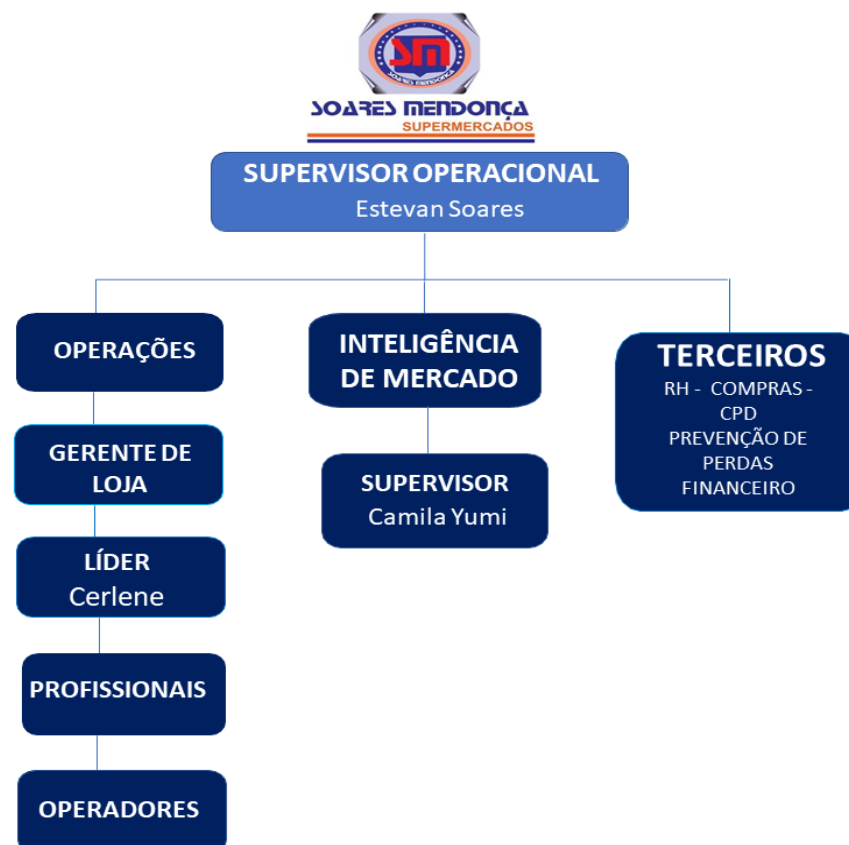 SM
SOARES MENDONÇA
SUPERMERCADOS
SUPERVISOR OPERACIONAL
Estevan Soares
OPERAÇÕES
GERENTE DE
LOJA
LÍDER
Cerlene
PROFISSIONAIS
OPERADORES
INTELIGÊNCIA
DE MERCADO
SUPERVISOR
Camila Yumi
TERCEIROS
RH - COMPRAS -
CPD
PREVENÇÃO DE
PERDAS
FINANCEIRO